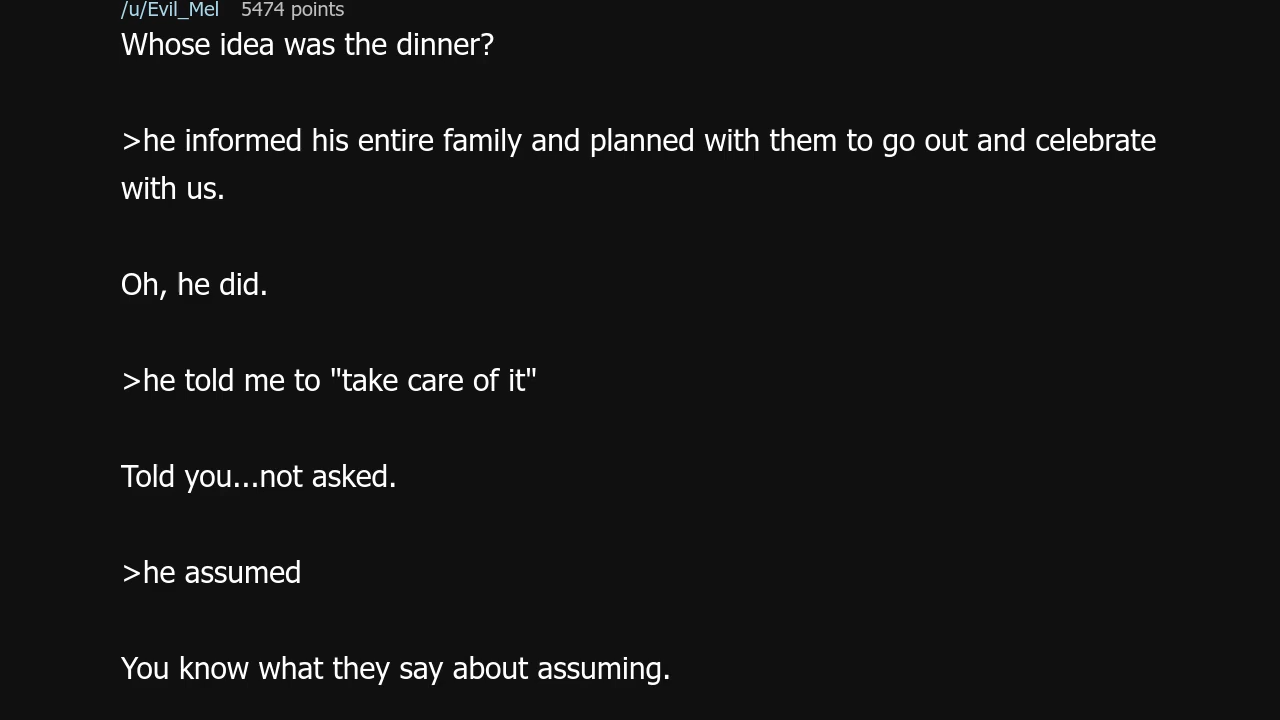 /u/Evil_Mel 5474 points
Whose idea was the dinner?
>he informed his entire family and planned with them to go out and celebrate
with us.
Oh, he did.
>he told me to "take care of it"
Told you...not asked.
>he assumed
You know what they say about assuming.